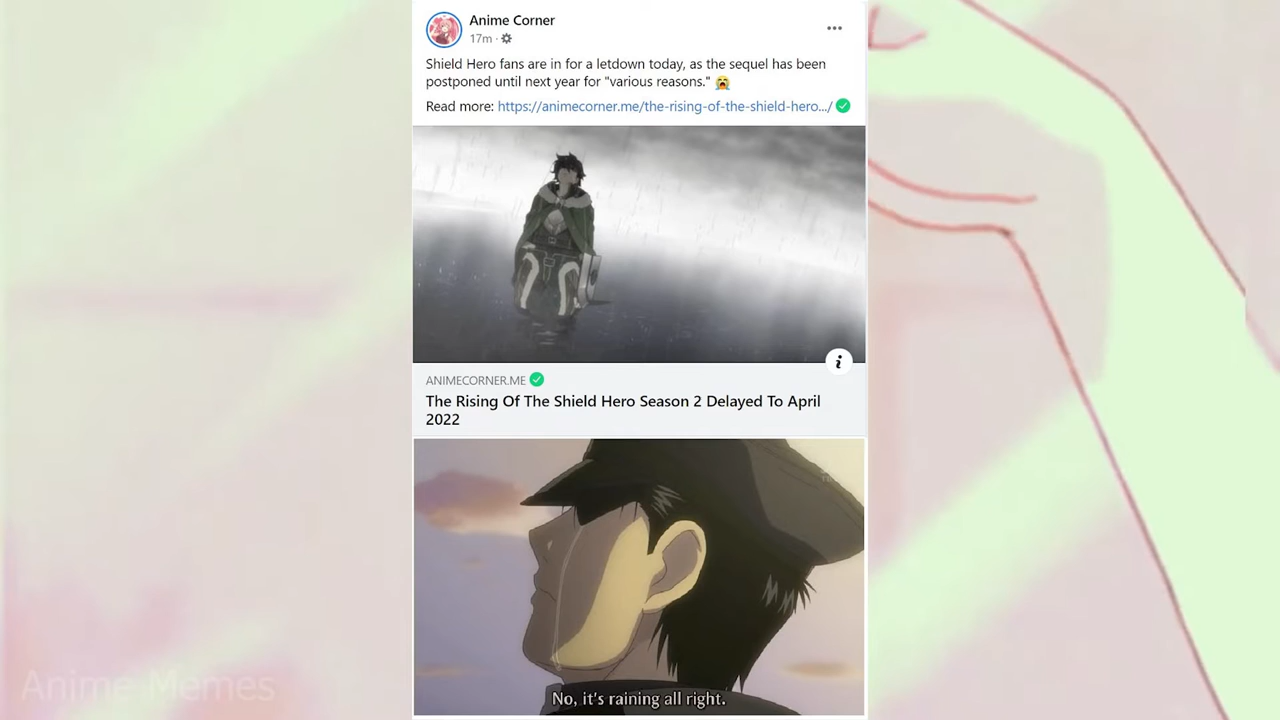 Anime Corner
17m ·
Shield Hero fans are in for a letdown today, as the sequel has been
postponed until next year for "various reasons." 😭
Read more: https://animecorner.me/the-rising-of-the-shield-hero.../
ANIMECORNER.ME
The Rising Of The Shield Hero Season 2 Delayed To April
2022
No, it's raining all right.
Anime Memes